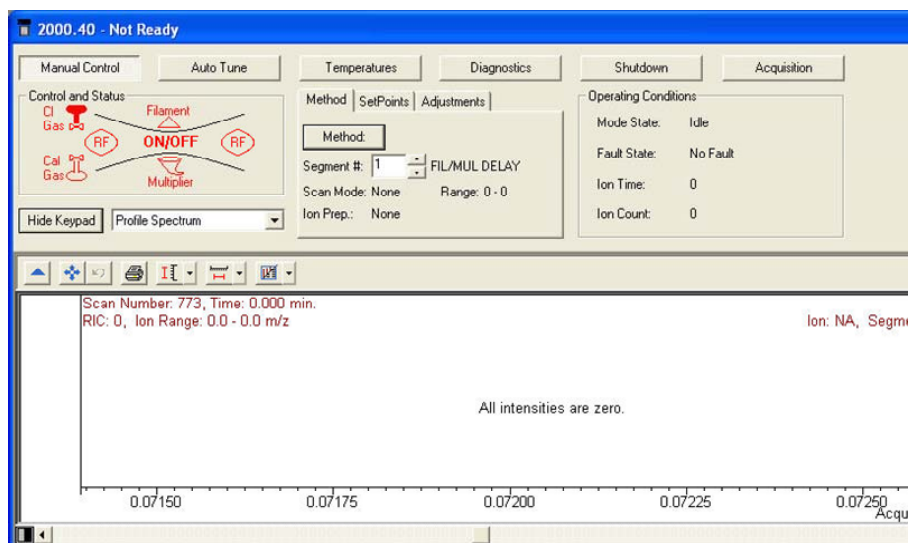 2000.40 - Not Ready
Manual Control Auto Tune Temperatures Diagnostics Shutdown Acquisition
Control and Status
CI Gas
Filament
RF ON/OFF RF
Cal Gas
Multiplier
Hide Keypad Profile Spectrum
Method SetPoints Adjustments
Method:
Segment #: 1 FIL/MUL DELAY
Scan Mode: None Range: 0 - 0
Ion Prep.: None
Operating Conditions
Mode State: Idle
Fault State: No Fault
Ion Time: 0
Ion Count: 0
Scan Number: 773, Time: 0.000 min.
RIC: 0, Ion Range: 0.0 - 0.0 m/z Ion: NA, Segme
All intensities are zero.
0.07150 0.07175 0.07200 0.07225 0.07250
Acqu